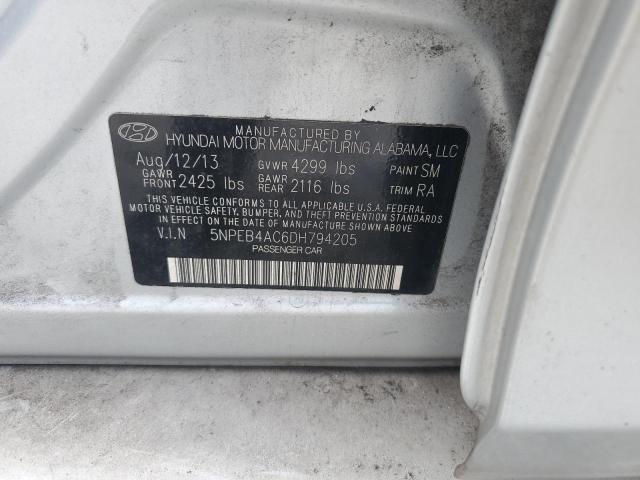 MANUFACTURED BY
HYUNDAI MOTOR MANUFACTURING ALABAMA, LLC
Aug/12/13 GVWR 4299 lbs PAINT SM
GAWR FRONT 2425 lbs GAWR REAR 2116 lbs TRIM RA
THIS VEHICLE CONFORMS TO ALL APPLICABLE U.S.A. FEDERAL
MOTOR VEHICLE SAFETY, BUMPER, AND THEFT PREVENTION
STANDARDS IN EFFECT ON THE DATE OF MANUFACTURE SHOWN ABOVE.
V.I.N 5NPEB4AC6DH794205
PASSENGER CAR